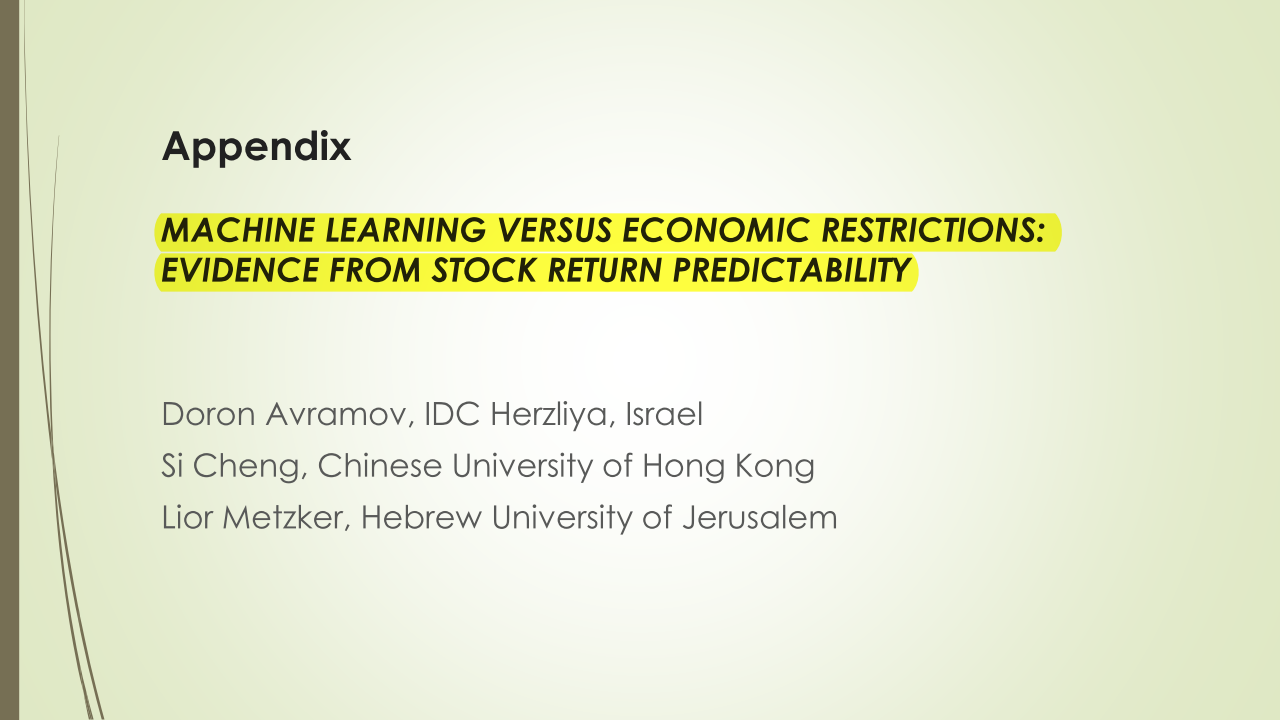 Appendix
MACHINE LEARNING VERSUS ECONOMIC RESTRICTIONS:
EVIDENCE FROM STOCK RETURN PREDICTABILITY
Doron Avramov, IDC Herzliya, Israel
Si Cheng, Chinese University of Hong Kong
Lior Metzker, Hebrew University of Jerusalem